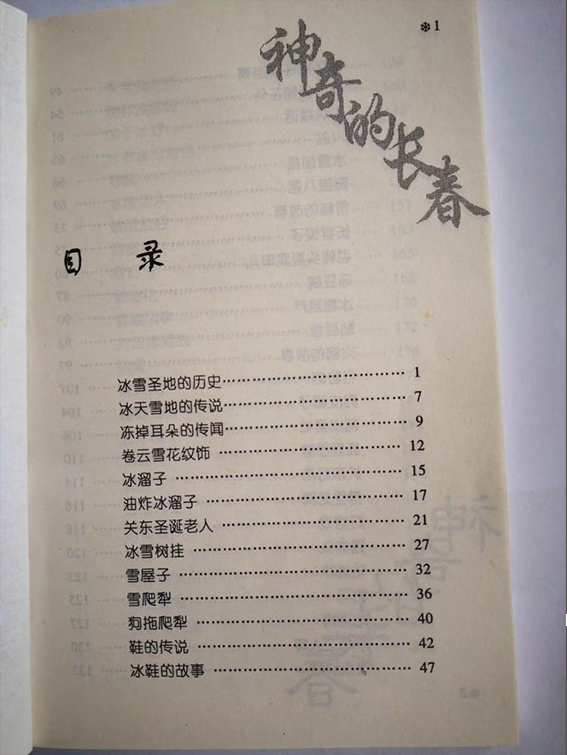 ❄1
神奇的长春
目 录
冰雪圣地的历史……………………………1
冰天雪地的传说……………………………7
冻掉耳朵的传闻……………………………9
卷云雪花纹饰……………………………12
冰溜子……………………………15
油炸冰溜子……………………………17
关东圣诞老人……………………………21
冰雪树挂……………………………27
雪屋子……………………………32
雪爬犁……………………………36
狗拖爬犁……………………………40
鞋的传说……………………………42
冰鞋的故事……………………………47